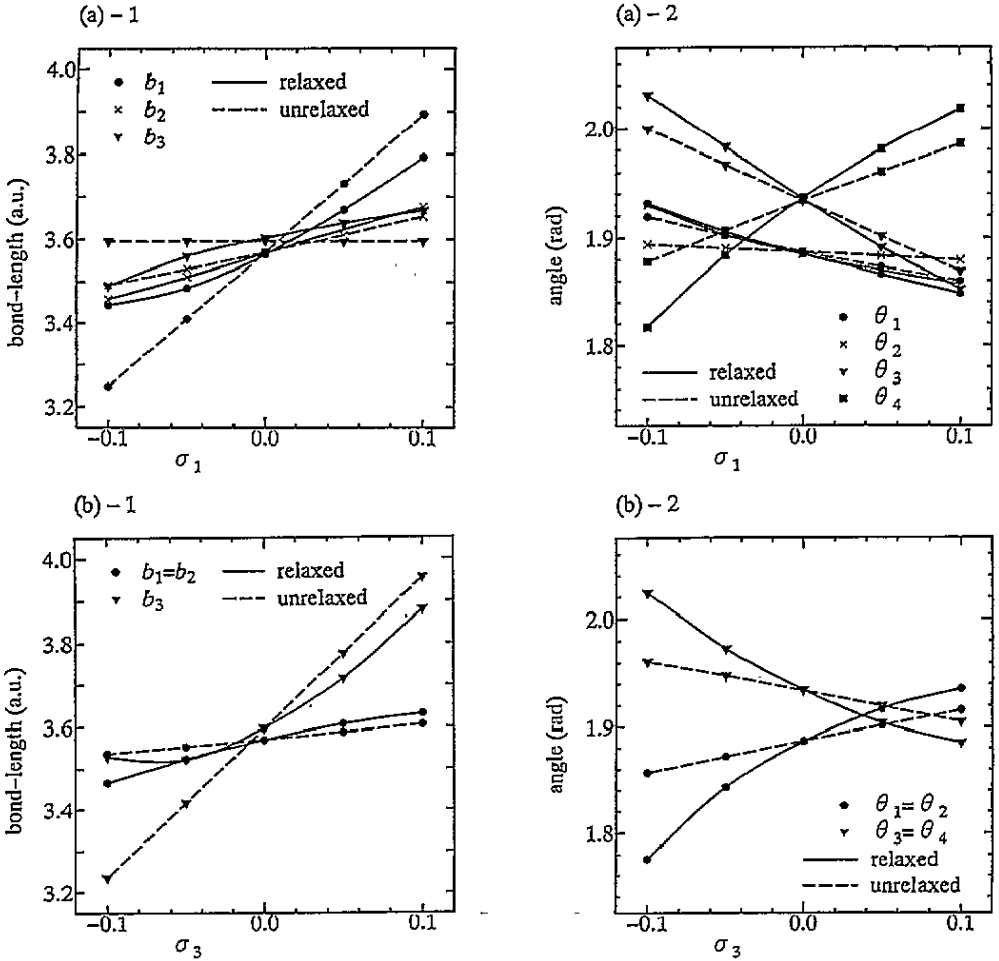 (a) – 1
bond–length (a.u.)
4.0
3.8
3.6
3.4
3.2
b1
b2
b3
relaxed
unrelaxed
–0.1
0.0
0.1
σ1
(a) – 2
angle (rad)
2.0
1.9
1.8
relaxed
unrelaxed
θ1
θ2
θ3
θ4
–0.1
0.0
0.1
σ1
(b) – 1
bond–length (a.u.)
4.0
3.8
3.6
3.4
3.2
b1=b2
b3
relaxed
unrelaxed
–0.1
0.0
0.1
σ3
(b) – 2
angle (rad)
2.0
1.9
1.8
θ1=θ2
θ3=θ4
relaxed
unrelaxed
–0.1
0.0
0.1
σ3